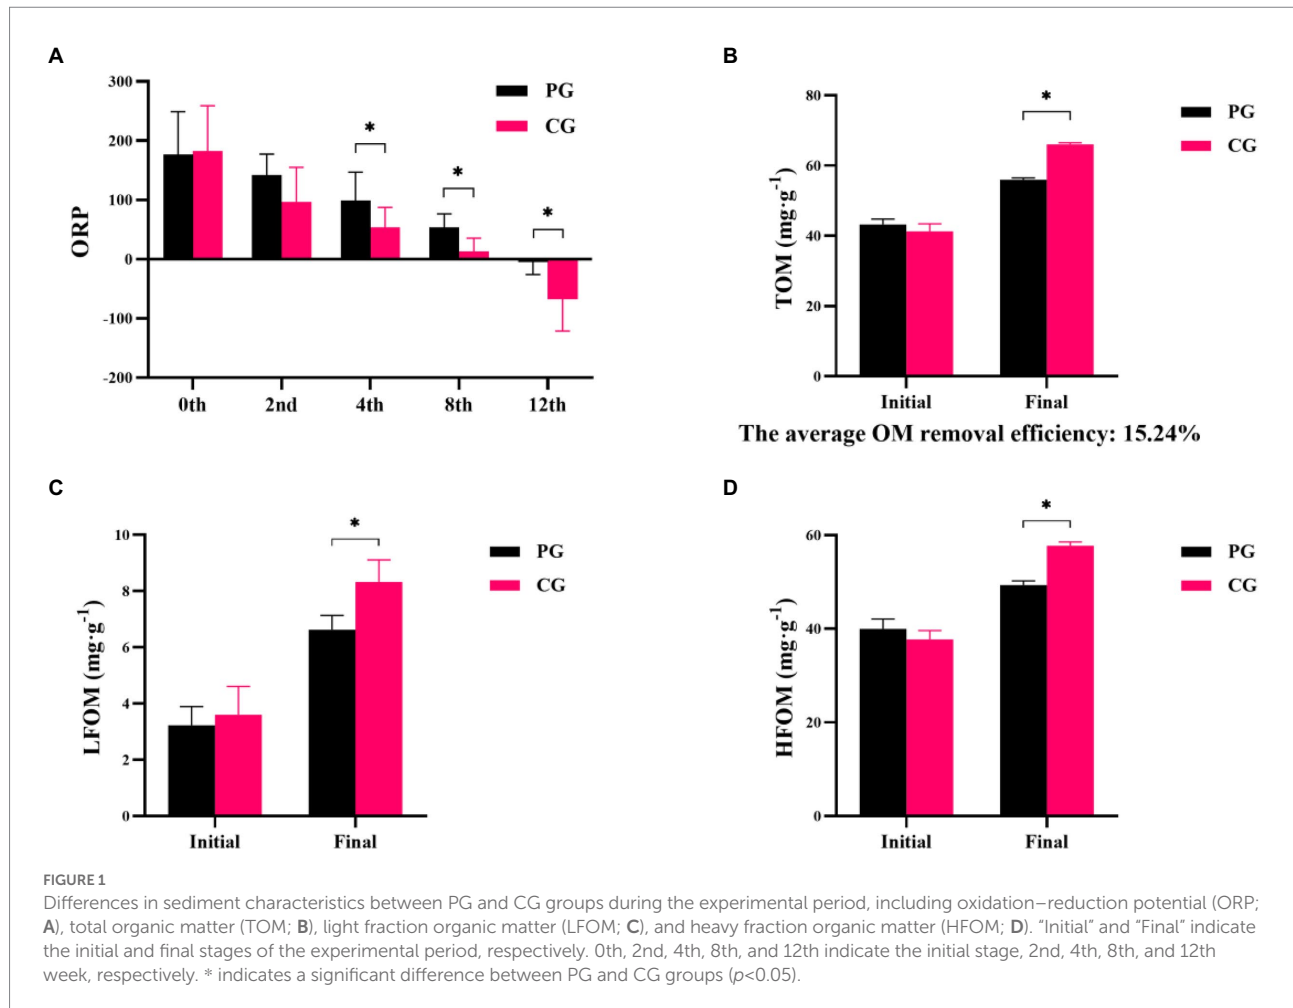 A
300
200
100
0
-100
-200
ORP
PG
CG
*
*
*
0th 2nd 4th 8th 12th
B
80
60
40
20
0
TOM (mg·g-1)
PG
CG
*
Initial Final
The average OM removal efficiency: 15.24%
C
10
8
6
4
2
0
LFOM (mg·g-1)
PG
CG
*
Initial Final
D
60
40
20
0
HFOM (mg·g-1)
PG
CG
*
Initial Final
FIGURE 1
Differences in sediment characteristics between PG and CG groups during the experimental period, including oxidation–reduction potential (ORP;
A), total organic matter (TOM; B), light fraction organic matter (LFOM; C), and heavy fraction organic matter (HFOM; D). “Initial” and “Final” indicate
the initial and final stages of the experimental period, respectively. 0th, 2nd, 4th, 8th, and 12th indicate the initial stage, 2nd, 4th, 8th, and 12th
week, respectively. * indicates a significant difference between PG and CG groups (p<0.05).